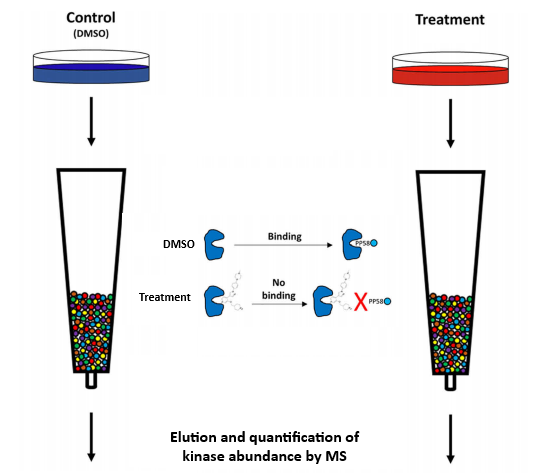 Control
(DMSO)
Treatment
DMSO
Binding
PP58
Treatment
No
binding
X
PP58
Elution and quantification of
kinase abundance by MS